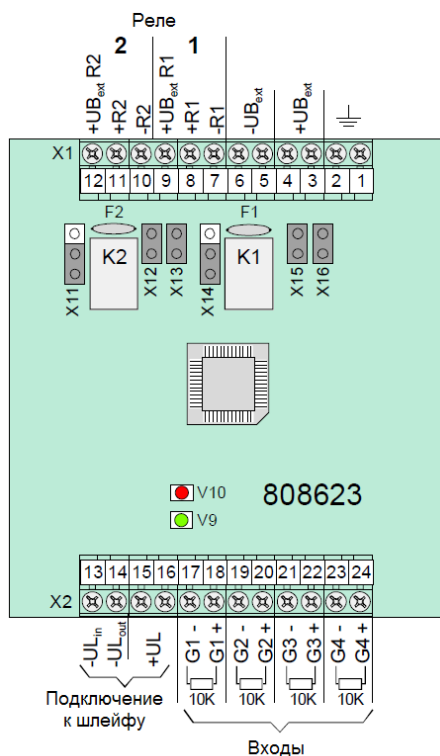 Реле
2 1
+UBext R2
+R2
-R2
+UBext R1
+R1
-R1
-UBext
+UBext
X1
12 11 10 9 8 7 6 5 4 3 2 1
F2 F1
K2 K1
X11 X12 X13 X14 X15 X16
V10
V9
808623
13 14 15 16 17 18 19 20 21 22 23 24
X2
-ULin
-ULout
+UL
G1 -
G1 +
G2 -
G2 +
G3 -
G3 +
G4 -
G4 +
10K 10K 10K 10K
Подключение
к шлейфу
Входы